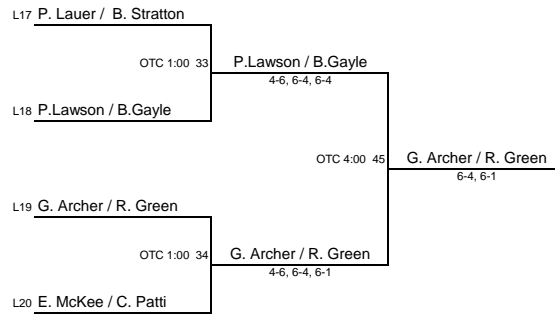 L17 P. Lauer / B. Stratton
OTC 1:00 33
P.Lawson / B.Gayle
4-6, 6-4, 6-4
L18 P.Lawson / B.Gayle
OTC 4:00 45
G. Archer / R. Green
6-4, 6-1
L19 G. Archer / R. Green
OTC 1:00 34
G. Archer / R. Green
4-6, 6-4, 6-1
L20 E. McKee / C. Patti